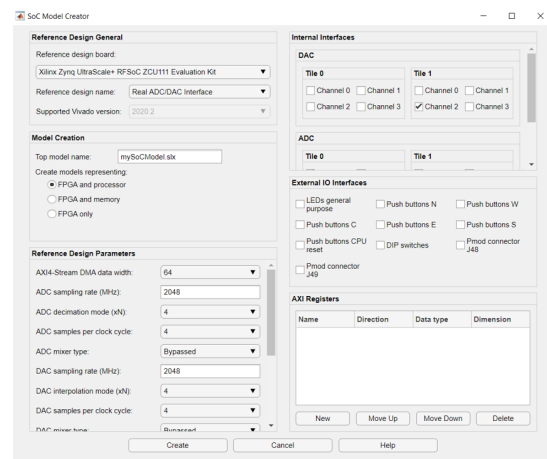 SoC Model Creator
Reference Design General
Reference design board:
Xilinx Zynq UltraScale+ RFSoC ZCU111 Evaluation Kit
Reference design name: Real ADC/DAC Interface
Supported Vivado version: 2020.2
Model Creation
Top model name: mySoCModel.slx
Create models representing:
FPGA and processor
FPGA and memory
FPGA only
Reference Design Parameters
AXI4-Stream DMA data width: 64
ADC sampling rate (MHz): 2048
ADC decimation mode (xN): 4
ADC samples per clock cycle: 4
ADC mixer type: Bypassed
DAC sampling rate (MHz): 2048
DAC interpolation mode (xN): 4
DAC samples per clock cycle: 4
DAC mixer type: Bypassed
Internal Interfaces
DAC
Tile 0 Tile 1
Channel 0 Channel 1 Channel 0 Channel 1
Channel 2 Channel 3 Channel 2 Channel 3
ADC
Tile 0 Tile 1
External IO Interfaces
LEDs general
purpose Push buttons N Push buttons W
Push buttons C Push buttons E Push buttons S
Push buttons CPU
reset DIP switches Pmod connector
J48
Pmod connector
J49
AXI Registers
Name Direction Data type Dimension
New Move Up Move Down Delete
Create Cancel Help